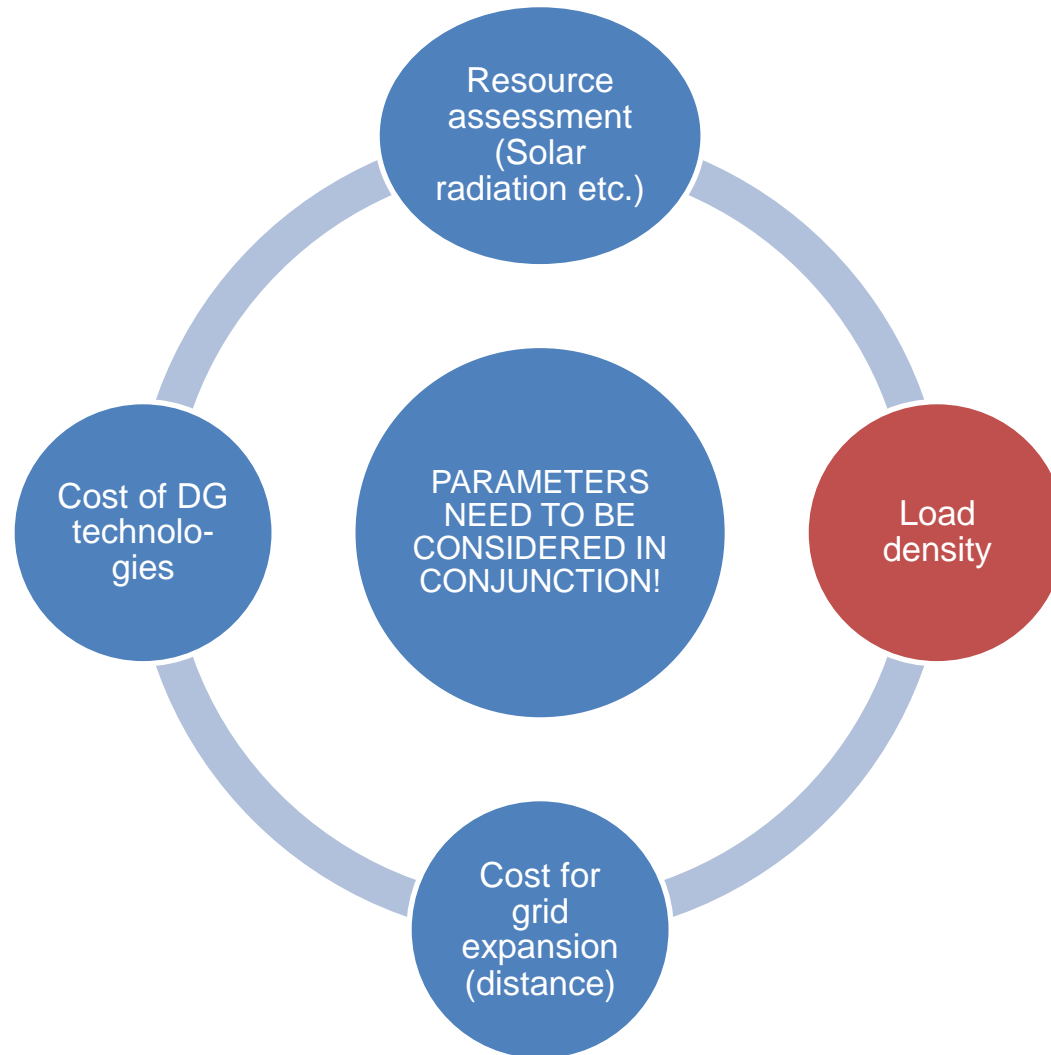 Resource
assessment
(Solar
radiation etc.)
Cost of DG
technolo-
gies
PARAMETERS
NEED TO BE
CONSIDERED IN
CONJUNCTION!
Load
density
Cost for
grid
expansion
(distance)